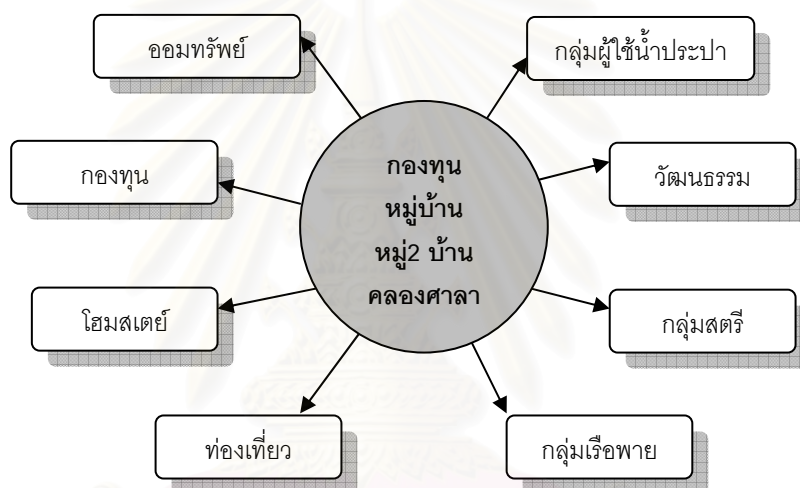 ออมทรัพย์
กลุ่มผู้ใช้น้ำประปา
กองทุน
วัฒนธรรม
กองทุน
หมู่บ้าน
หมู่2 บ้าน
คลองศาลา
โฮมสเตย์
กลุ่มสตรี
ท่องเที่ยว
กลุ่มเรือพาย